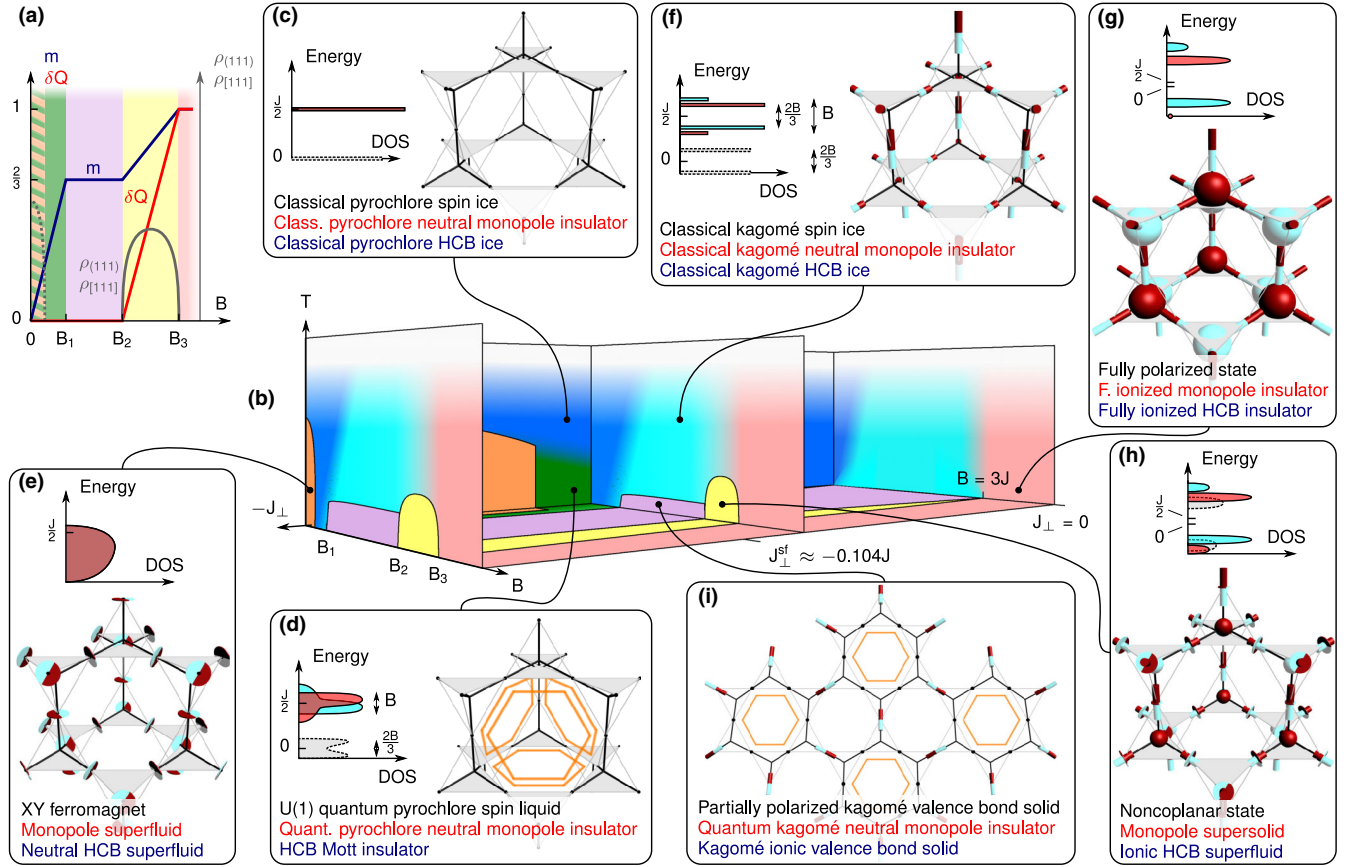 (a)
m
δQ
ρ(111)
ρ[111]
1
2/3
0
m
δQ
ρ(111)
ρ[111]
B
0
B₁
B₂
B₃
(c)
Energy
J/2
DOS
0
Classical pyrochlore spin ice
Class. pyrochlore neutral monopole insulator
Classical pyrochlore HCB ice
(f)
Energy
J/2
2B/3
B
0
2B/3
DOS
Classical kagomé spin ice
Classical kagomé neutral monopole insulator
Classical kagomé HCB ice
(g)
Energy
J/2
0
DOS
Fully polarized state
F. ionized monopole insulator
Fully ionized HCB insulator
(b)
T
−J⊥
B₁
B₂
B₃
B
B = 3J
J⊥ = 0
J⊥^sf ≈ −0.104J
(e)
Energy
J/2
DOS
XY ferromagnet
Monopole superfluid
Neutral HCB superfluid
(d)
Energy
J/2
B
0
2B/3
DOS
U(1) quantum pyrochlore spin liquid
Quant. pyrochlore neutral monopole insulator
HCB Mott insulator
(i)
Partially polarized kagomé valence bond solid
Quantum kagomé neutral monopole insulator
Kagomé ionic valence bond solid
(h)
Energy
J/2
0
DOS
Noncoplanar state
Monopole supersolid
Ionic HCB superfluid